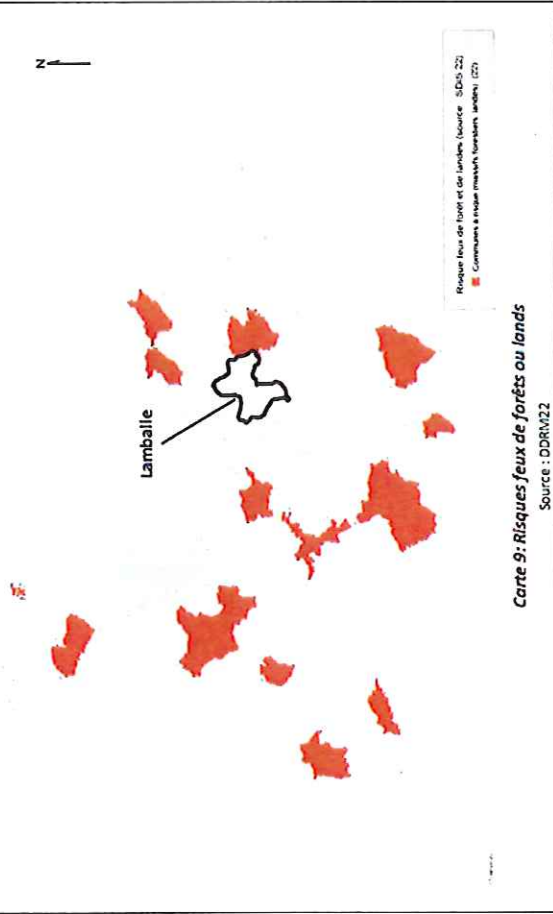 N
Lamballe
Risque feux de forêt et de landes (source SDIS 22)
Communes à risque massifs forestiers landes (22)
Carte 9: Risques feux de forêts ou lands
Source : DDRM22